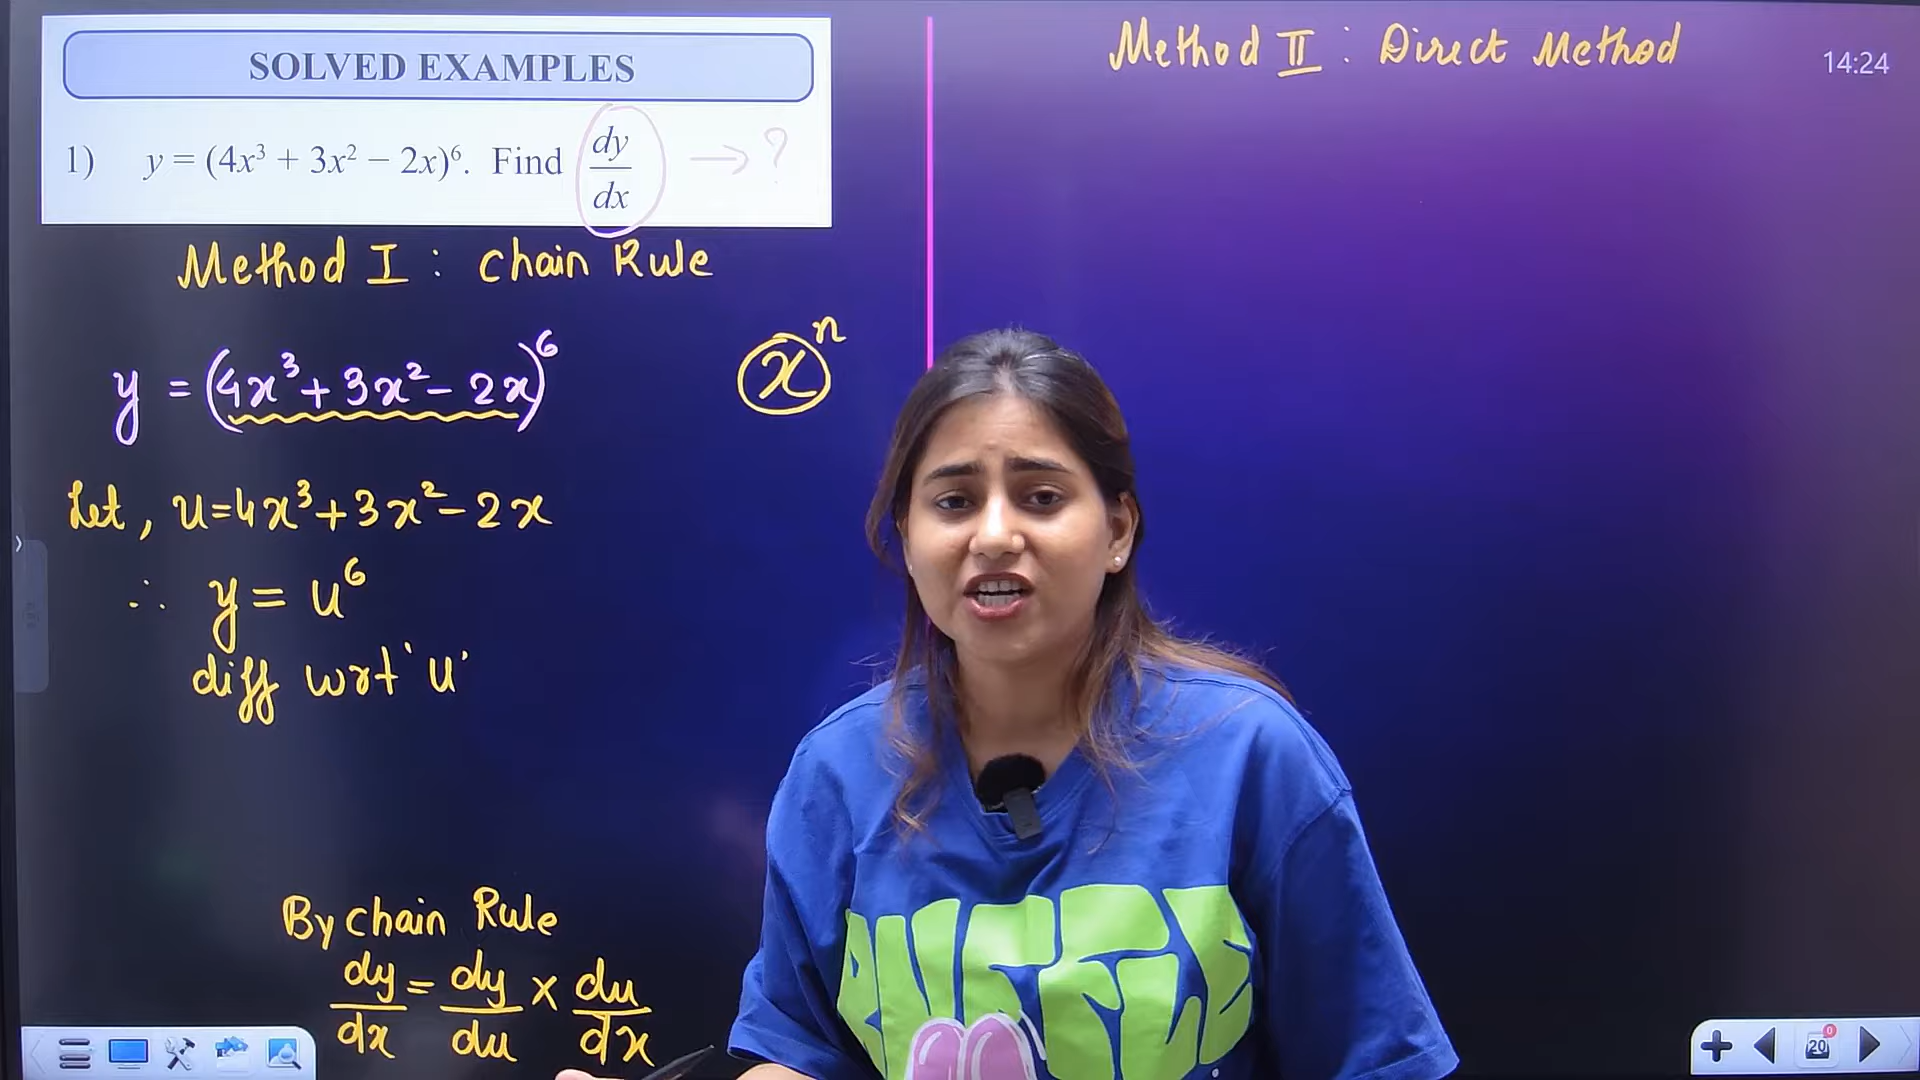 SOLVED EXAMPLES
1) y = (4x³ + 3x² − 2x)⁶. Find dy/dx → ?
Method I : Chain Rule
y = (4x³ + 3x² − 2x)⁶
xⁿ
Let, u = 4x³ + 3x² − 2x
∴ y = u⁶
diff wrt 'u'
By chain Rule
dy/dx = dy/du × du/dx
Method II : Direct Method
14:24
RUFFLE
20
0